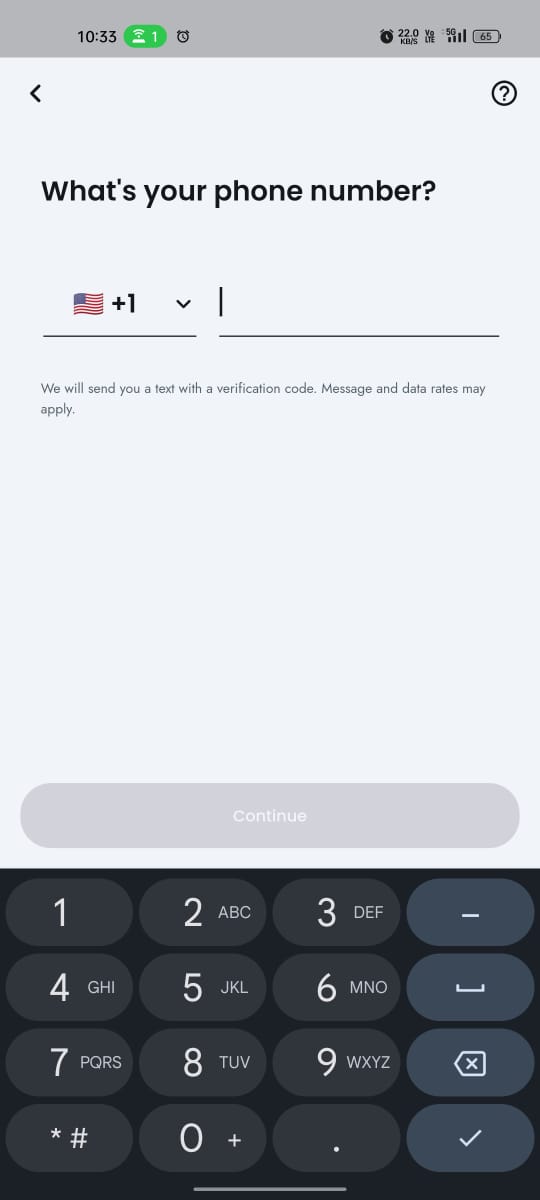 10:33 1
22.0 KB/S Vo LTE 5G 65
What's your phone number?
🇺🇸 +1
We will send you a text with a verification code. Message and data rates may
apply.
Continue
1 2 ABC 3 DEF –
4 GHI 5 JKL 6 MNO
7 PQRS 8 TUV 9 WXYZ
* # 0 + .